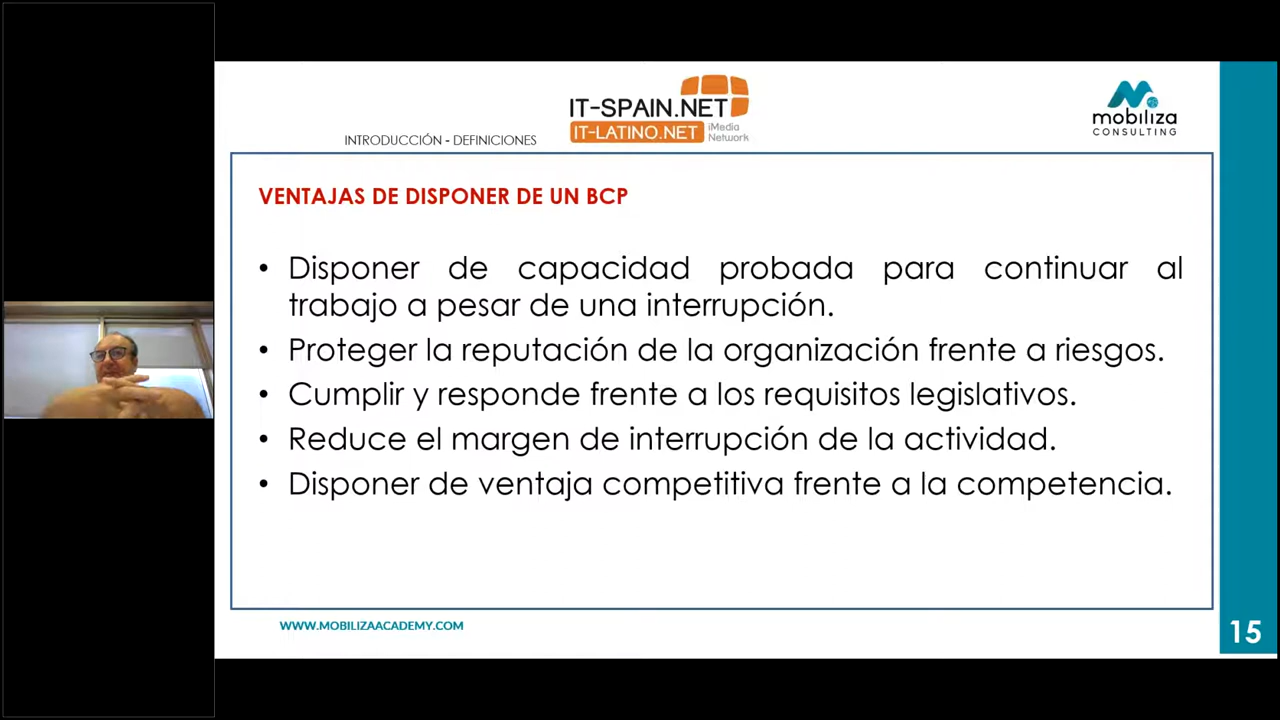 IT-SPAIN.NET
IT-LATINO.NET iMedia Network
mobiliza
CONSULTING
INTRODUCCIÓN - DEFINICIONES
VENTAJAS DE DISPONER DE UN BCP
• Disponer de capacidad probada para continuar al
trabajo a pesar de una interrupción.
• Proteger la reputación de la organización frente a riesgos.
• Cumplir y responde frente a los requisitos legislativos.
• Reduce el margen de interrupción de la actividad.
• Disponer de ventaja competitiva frente a la competencia.
WWW.MOBILIZAACADEMY.COM
15